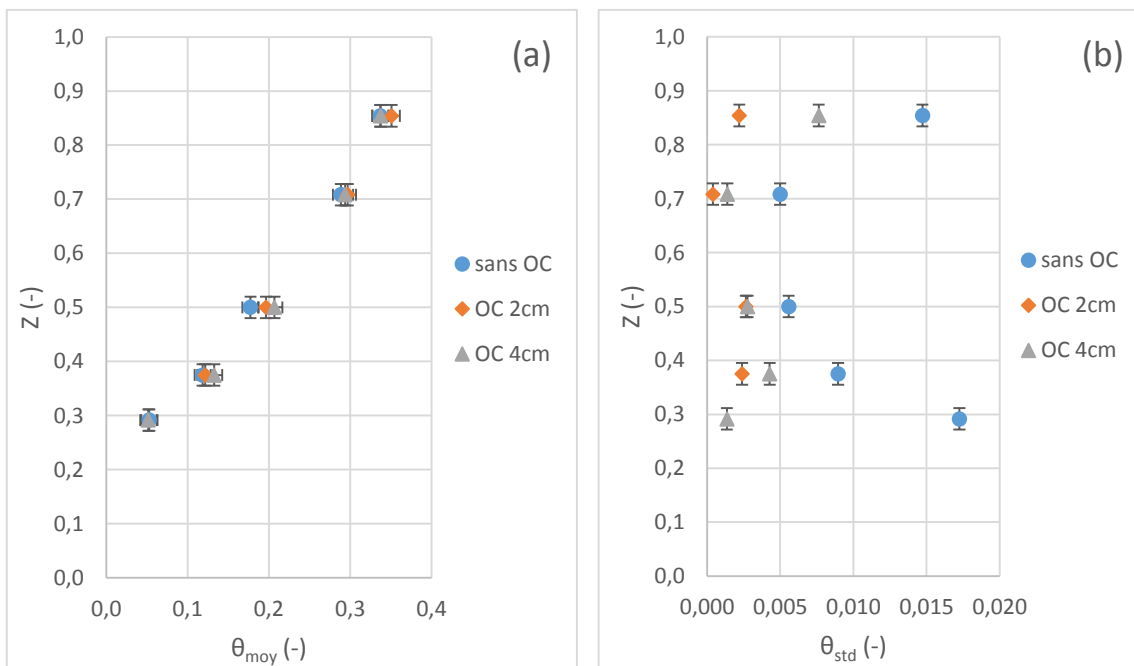 (a)
1,0
0,9
0,8
0,7
0,6
0,5
0,4
0,3
0,2
0,1
0,0
Z (-)
0,0 0,1 0,2 0,3 0,4
θmoy (-)
sans OC
OC 2cm
OC 4cm
(b)
1,0
0,9
0,8
0,7
0,6
0,5
0,4
0,3
0,2
0,1
0,0
Z (-)
0,000 0,005 0,010 0,015 0,020
θstd (-)
sans OC
OC 2cm
OC 4cm